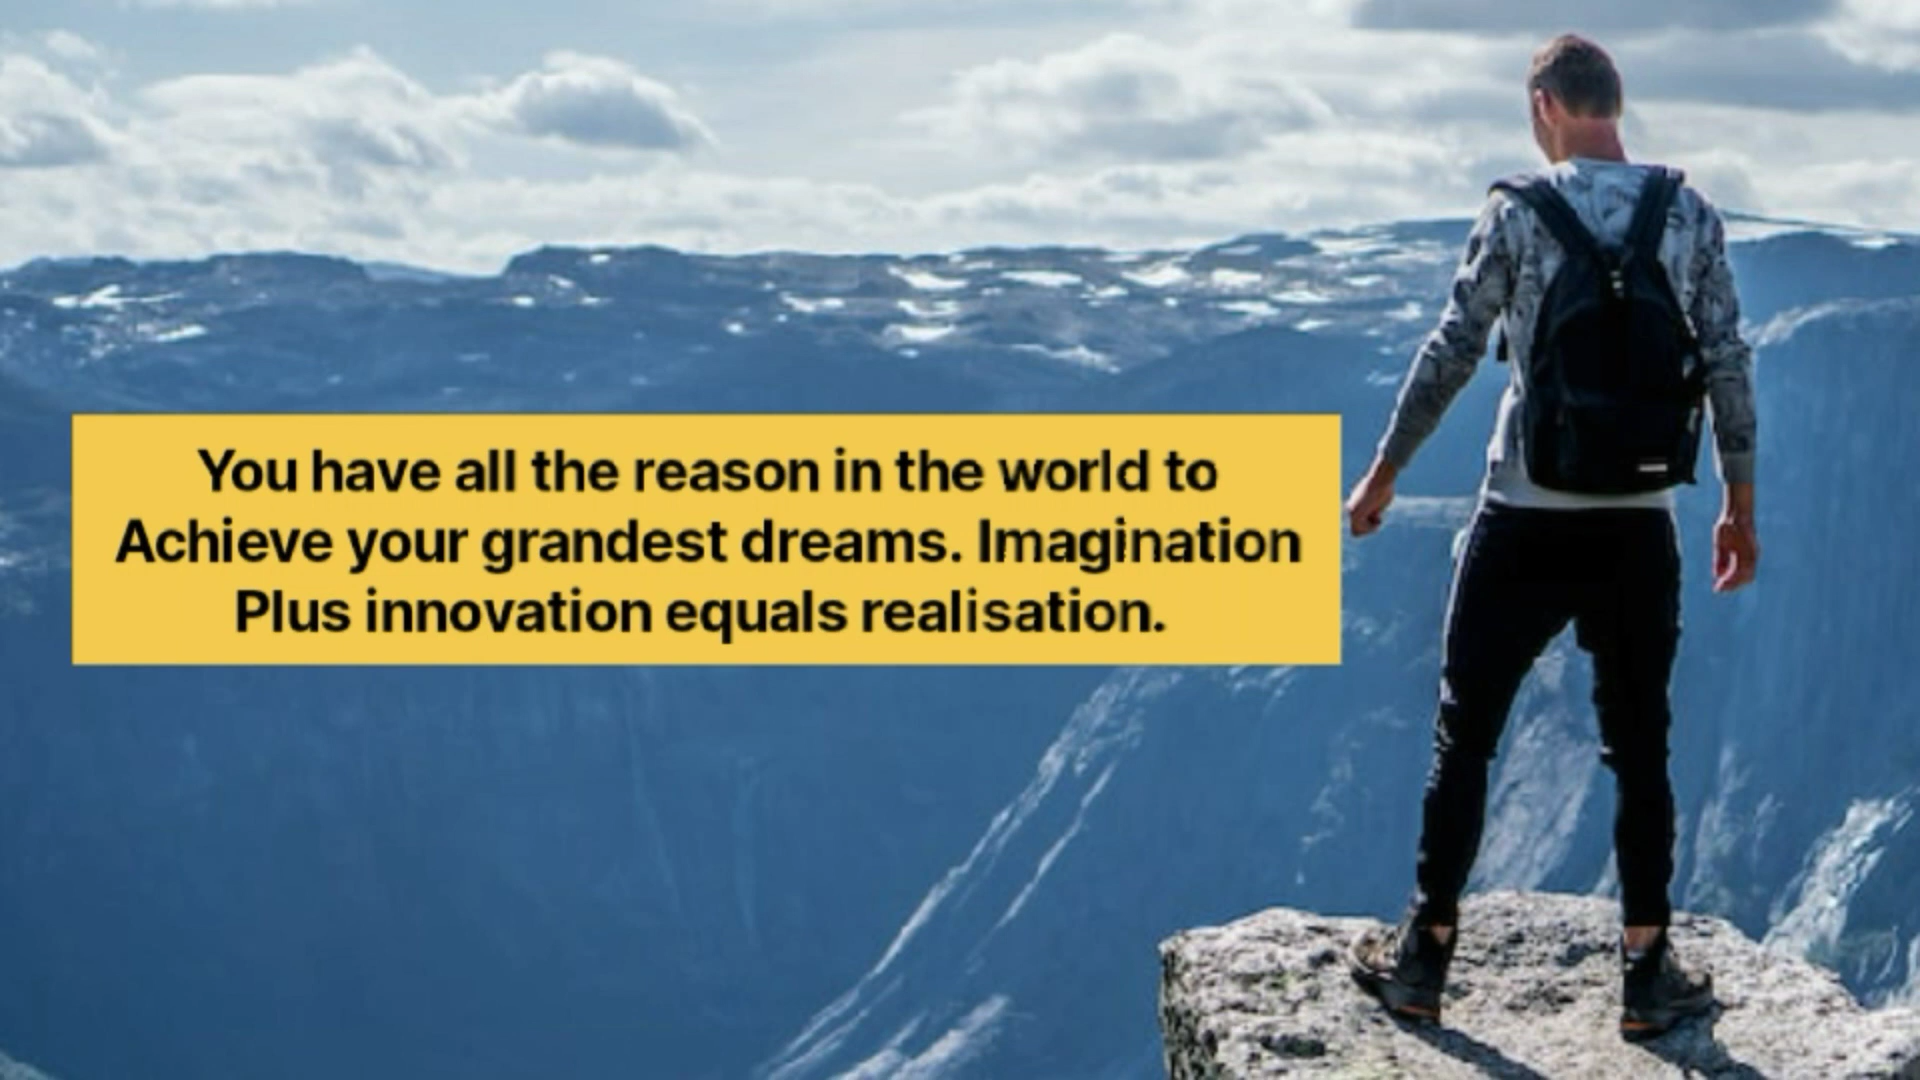 You have all the reason in the world to
Achieve your grandest dreams. Imagination
Plus innovation equals realisation.